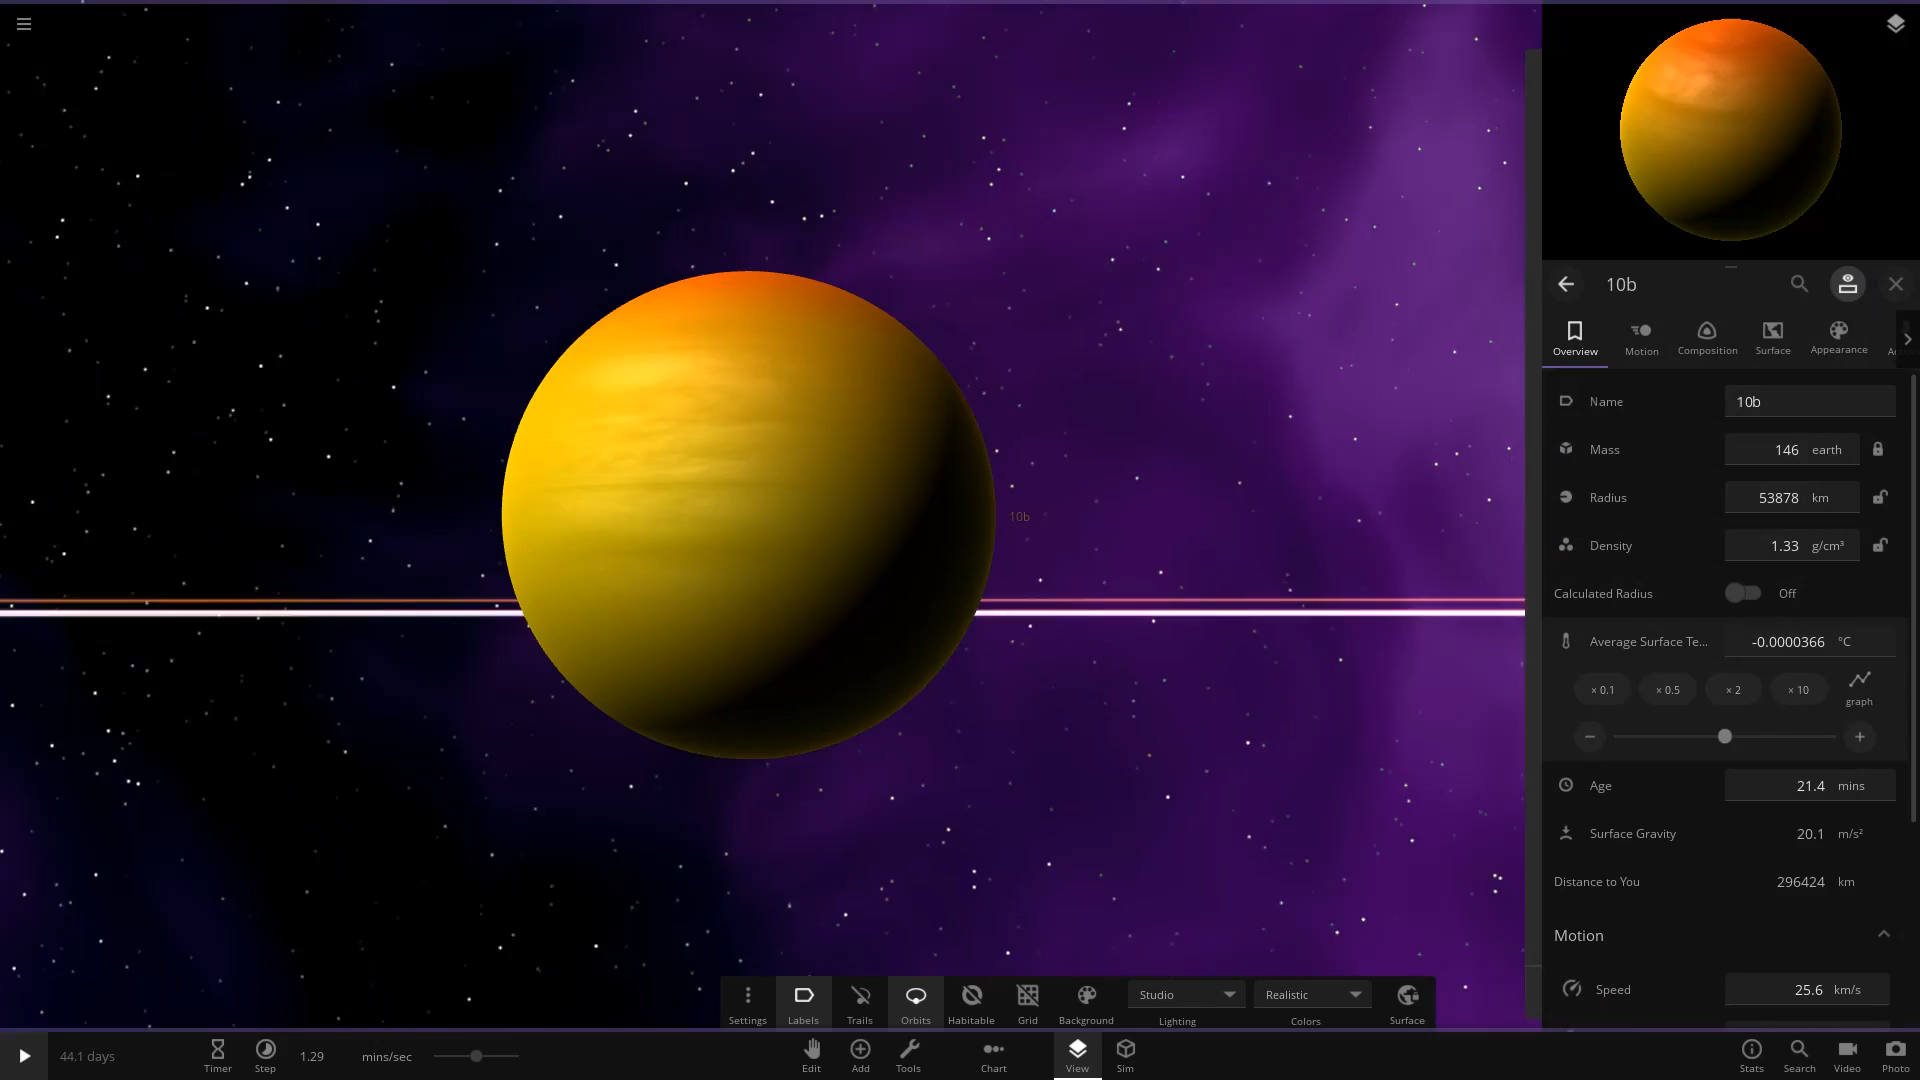 10b
Overview
Motion
Composition
Surface
Appearance
Name 10b
Mass 146 earth
Radius 53878 km
Density 1.33 g/cm³
Calculated Radius Off
Average Surface Te... -0.0000366 °C
× 0.1 × 0.5 × 2 × 10 graph
Age 21.4 mins
Surface Gravity 20.1 m/s²
Distance to You 296424 km
Motion
Speed 25.6 km/s
10b
Settings Labels Trails Orbits Habitable Grid Background
Studio
Lighting
Realistic
Colors
Surface
44.1 days
Timer Step
1.29 mins/sec
Edit Add Tools Chart View Sim
Stats Search Video Photo